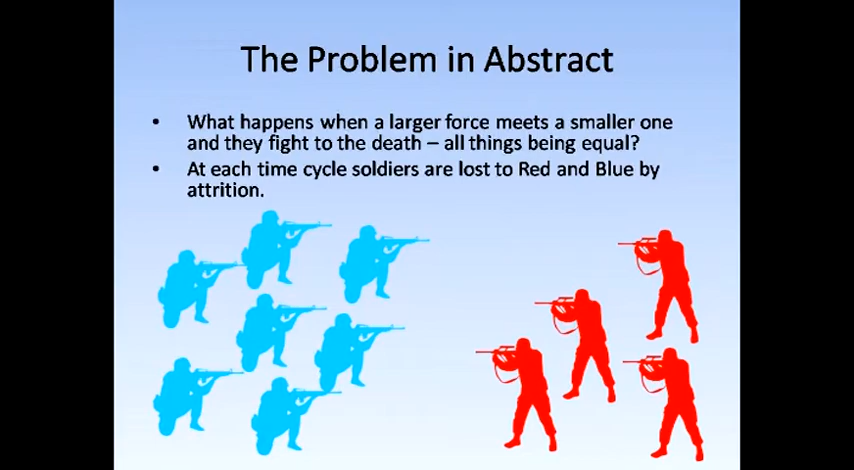 The Problem in Abstract
• What happens when a larger force meets a smaller one
and they fight to the death – all things being equal?
• At each time cycle soldiers are lost to Red and Blue by
attrition.